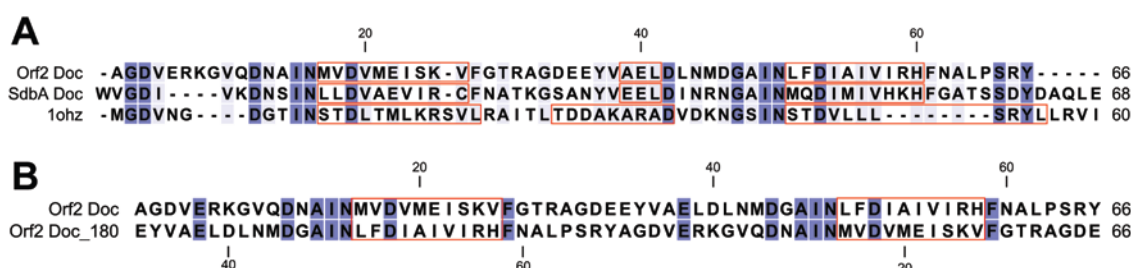 A
20 40 60
Orf2 Doc -AGDVERKGVQDNAINMVDVMEISK-VFGTRAGDEEYVAELDLNMDGAINLFDIAIVIRHFNALPSRY----- 66
SdbA Doc WVGDI----VKDNSINLLDVAEVIR-CFNATKGSANYVEELDINRNGAINMQDIMIVHKHFGATSSDYDAQLE 68
1ohz -MGDVNG----DGTINSTDLTMLKRSVLRAITLTDDAKARADVDKNGSINSTDVLLL--------SRYLLRVI 60
B
20 40 60
Orf2 Doc AGDVERKGVQDNAINMVDVMEISKVFGTRAGDEEYVAELDLNMDGAINLFDIAIVIRHFNALPSRY 66
Orf2 Doc_180 EYVAELDLNMDGAINLFDIAIVIRHFNALPSRYAGDVERKGVQDNAINMVDVMEISKVFGTRAGDE 66
40 60 20